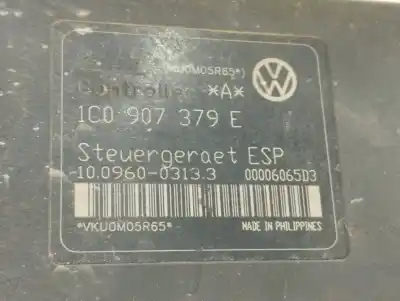 VKU0M05R65*)
Controller *A*
1C0 907 379 E
Steuergeraet ESP
10.0960-0313.3 00006065D3
*VKU0M05R65*
MADE IN PHILIPPINES